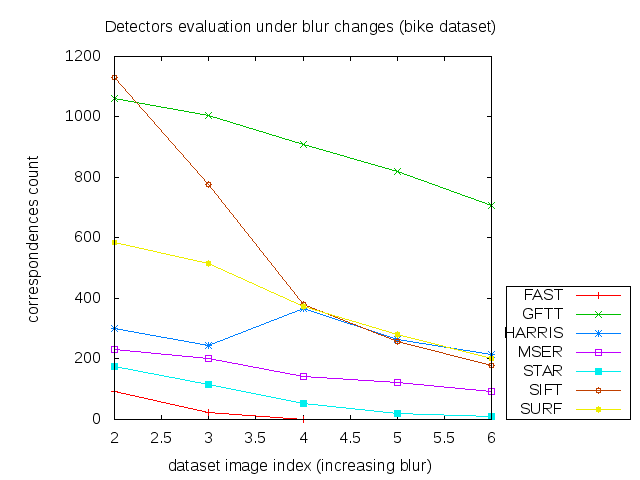 Detectors evaluation under blur changes (bike dataset)
1200
1000
800
600
400
200
0
correspondences count
2
2.5
3
3.5
4
4.5
5
5.5
6
dataset image index (increasing blur)
FAST
GFTT
HARRIS
MSER
STAR
SIFT
SURF